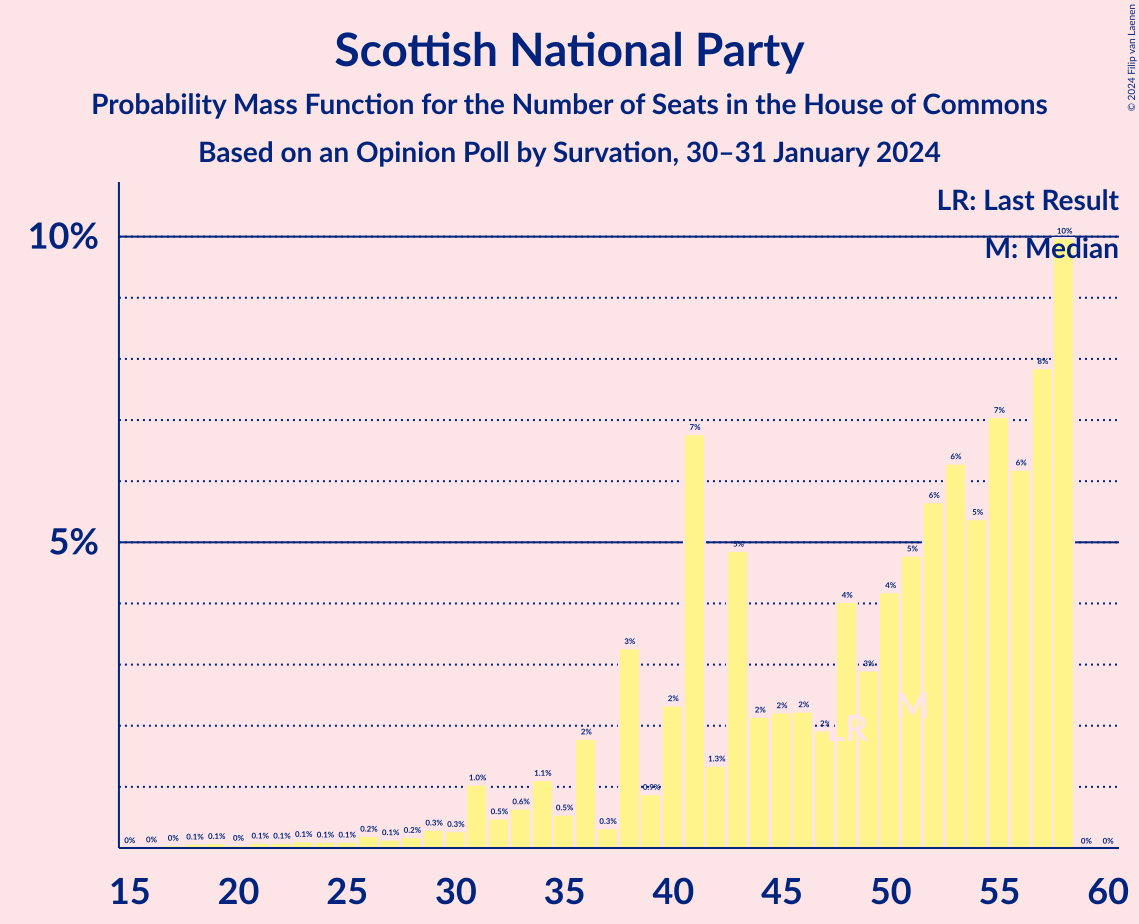 © 2024 Filip van Laenen
Scottish National Party
Probability Mass Function for the Number of Seats in the House of Commons
Based on an Opinion Poll by Survation, 30–31 January 2024
LR: Last Result
M: Median
10%
5%
0% 0% 0% 0.1% 0.1% 0% 0.1% 0.1% 0.1% 0.1% 0.1% 0.2% 0.1% 0.2% 0.3% 0.3% 1.0% 0.5% 0.6% 1.1% 0.5% 2% 0.3% 3% 0.9% 2% 7% 1.3% 5% 2% 2% 2% 2% 4% 3% 4% 5% 6% 6% 5% 7% 6% 8% 10% 0% 0%
LR M
15 20 25 30 35 40 45 50 55 60